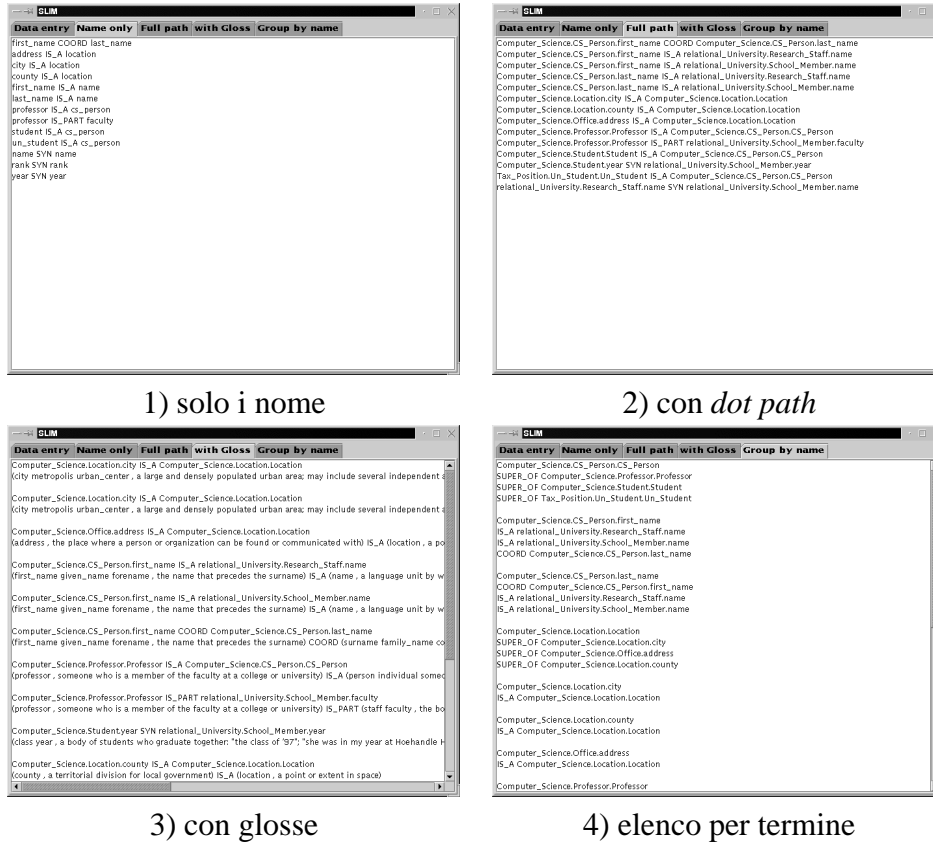 SLIM
Data entry Name only Full path with Gloss Group by name
first_name COORD last_name
address IS_A location
city IS_A location
county IS_A location
first_name IS_A name
last_name IS_A name
professor IS_A cs_person
professor IS_PART faculty
student IS_A cs_person
un_student IS_A cs_person
name SYN name
rank SYN rank
year SYN year
1) solo i nome
SLIM
Data entry Name only Full path with Gloss Group by name
Computer_Science.CS_Person.first_name COORD Computer_Science.CS_Person.last_name
Computer_Science.CS_Person.first_name IS_A relational_University.Research_Staff.name
Computer_Science.CS_Person.first_name IS_A relational_University.School_Member.name
Computer_Science.CS_Person.last_name IS_A relational_University.Research_Staff.name
Computer_Science.CS_Person.last_name IS_A relational_University.School_Member.name
Computer_Science.Location.city IS_A Computer_Science.Location.Location
Computer_Science.Location.county IS_A Computer_Science.Location.Location
Computer_Science.Office.address IS_A Computer_Science.Location.Location
Computer_Science.Professor.Professor IS_A Computer_Science.CS_Person.CS_Person
Computer_Science.Professor.Professor IS_PART relational_University.School_Member.faculty
Computer_Science.Student.Student IS_A Computer_Science.CS_Person.CS_Person
Computer_Science.Student.year SYN relational_University.School_Member.year
Tax_Position.Un_Student.Un_Student IS_A Computer_Science.CS_Person.CS_Person
relational_University.Research_Staff.name SYN relational_University.School_Member.name
2) con dot path
SLIM
Data entry Name only Full path with Gloss Group by name
Computer_Science.Location.city IS_A Computer_Science.Location.Location
(city metropolis urban_center , a large and densely populated urban area; may include several independent a
Computer_Science.Location.city IS_A Computer_Science.Location.Location
(city metropolis urban_center , a large and densely populated urban area; may include several independent a
Computer_Science.Office.address IS_A Computer_Science.Location.Location
(address , the place where a person or organization can be found or communicated with) IS_A (location , a po
Computer_Science.CS_Person.first_name IS_A relational_University.Research_Staff.name
(first_name given_name forename , the name that precedes the surname) IS_A (name , a language unit by w
Computer_Science.CS_Person.first_name IS_A relational_University.School_Member.name
(first_name given_name forename , the name that precedes the surname) IS_A (name , a language unit by w
Computer_Science.CS_Person.first_name COORD Computer_Science.CS_Person.last_name
(first_name given_name forename , the name that precedes the surname) COORD (surname family_name co
Computer_Science.Professor.Professor IS_A Computer_Science.CS_Person.CS_Person
(professor , someone who is a member of the faculty at a college or university) IS_A (person individual someo
Computer_Science.Professor.Professor IS_PART relational_University.School_Member.faculty
(professor , someone who is a member of the faculty at a college or university) IS_PART (staff faculty , the bo
Computer_Science.Student.year SYN relational_University.School_Member.year
(class year , a body of students who graduate together: "the class of '97"; "she was in my year at Hoehandle H
Computer_Science.Location.county IS_A Computer_Science.Location.Location
(county , a territorial division for local government) IS_A (location , a point or extent in space)
3) con glosse
SLIM
Data entry Name only Full path with Gloss Group by name
Computer_Science.CS_Person.CS_Person
SUPER_OF Computer_Science.Professor.Professor
SUPER_OF Computer_Science.Student.Student
SUPER_OF Tax_Position.Un_Student.Un_Student
Computer_Science.CS_Person.first_name
IS_A relational_University.Research_Staff.name
IS_A relational_University.School_Member.name
COORD Computer_Science.CS_Person.last_name
Computer_Science.CS_Person.last_name
COORD Computer_Science.CS_Person.first_name
IS_A relational_University.Research_Staff.name
IS_A relational_University.School_Member.name
Computer_Science.Location.Location
SUPER_OF Computer_Science.Location.city
SUPER_OF Computer_Science.Office.address
SUPER_OF Computer_Science.Location.county
Computer_Science.Location.city
IS_A Computer_Science.Location.Location
Computer_Science.Location.county
IS_A Computer_Science.Location.Location
Computer_Science.Office.address
IS_A Computer_Science.Location.Location
Computer_Science.Professor.Professor
4) elenco per termine